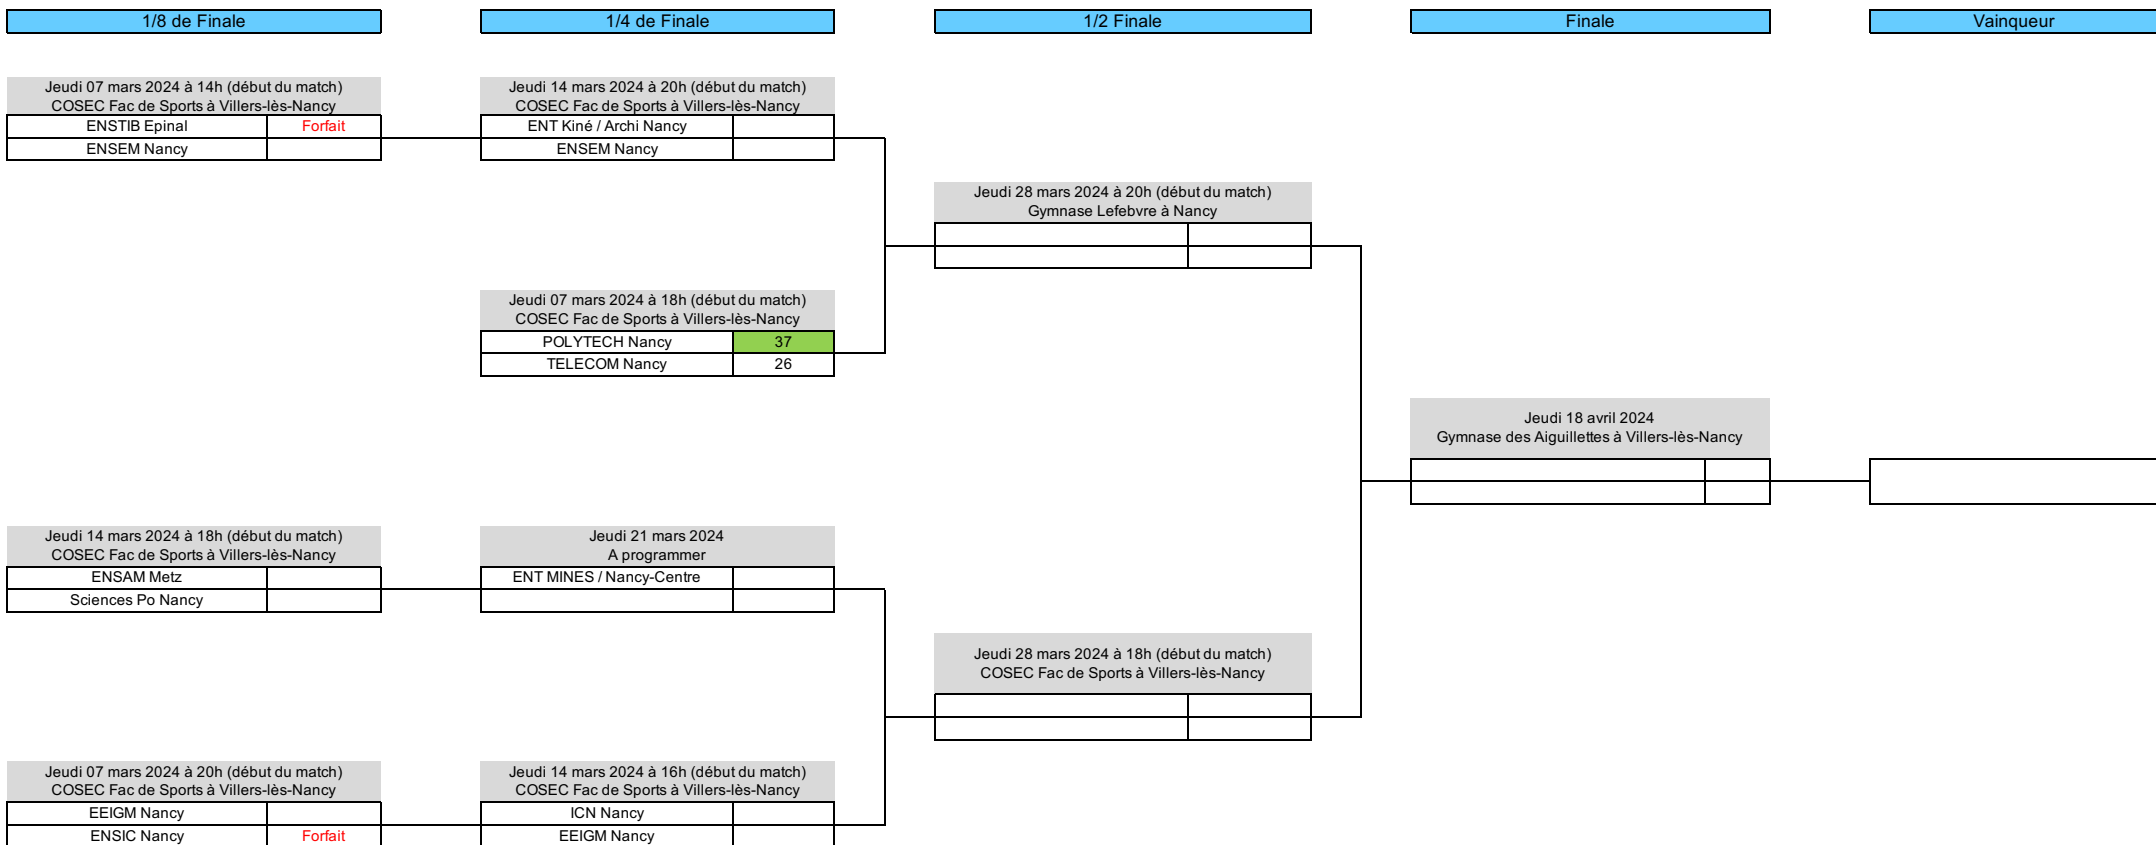 1/8 de Finale
1/4 de Finale
1/2 Finale
Finale
Vainqueur
Jeudi 07 mars 2024 à 14h (début du match)
COSEC Fac de Sports à Villers-lès-Nancy
ENSTIB Epinal Forfait
ENSEM Nancy
Jeudi 14 mars 2024 à 20h (début du match)
COSEC Fac de Sports à Villers-lès-Nancy
ENT Kiné / Archi Nancy
ENSEM Nancy
Jeudi 28 mars 2024 à 20h (début du match)
Gymnase Lefebvre à Nancy
Jeudi 07 mars 2024 à 18h (début du match)
COSEC Fac de Sports à Villers-lès-Nancy
POLYTECH Nancy 37
TELECOM Nancy 26
Jeudi 18 avril 2024
Gymnase des Aiguillettes à Villers-lès-Nancy
Jeudi 14 mars 2024 à 18h (début du match)
COSEC Fac de Sports à Villers-lès-Nancy
ENSAM Metz
Sciences Po Nancy
Jeudi 21 mars 2024
A programmer
ENT MINES / Nancy-Centre
Jeudi 28 mars 2024 à 18h (début du match)
COSEC Fac de Sports à Villers-lès-Nancy
Jeudi 07 mars 2024 à 20h (début du match)
COSEC Fac de Sports à Villers-lès-Nancy
EEIGM Nancy
ENSIC Nancy Forfait
Jeudi 14 mars 2024 à 16h (début du match)
COSEC Fac de Sports à Villers-lès-Nancy
ICN Nancy
EEIGM Nancy